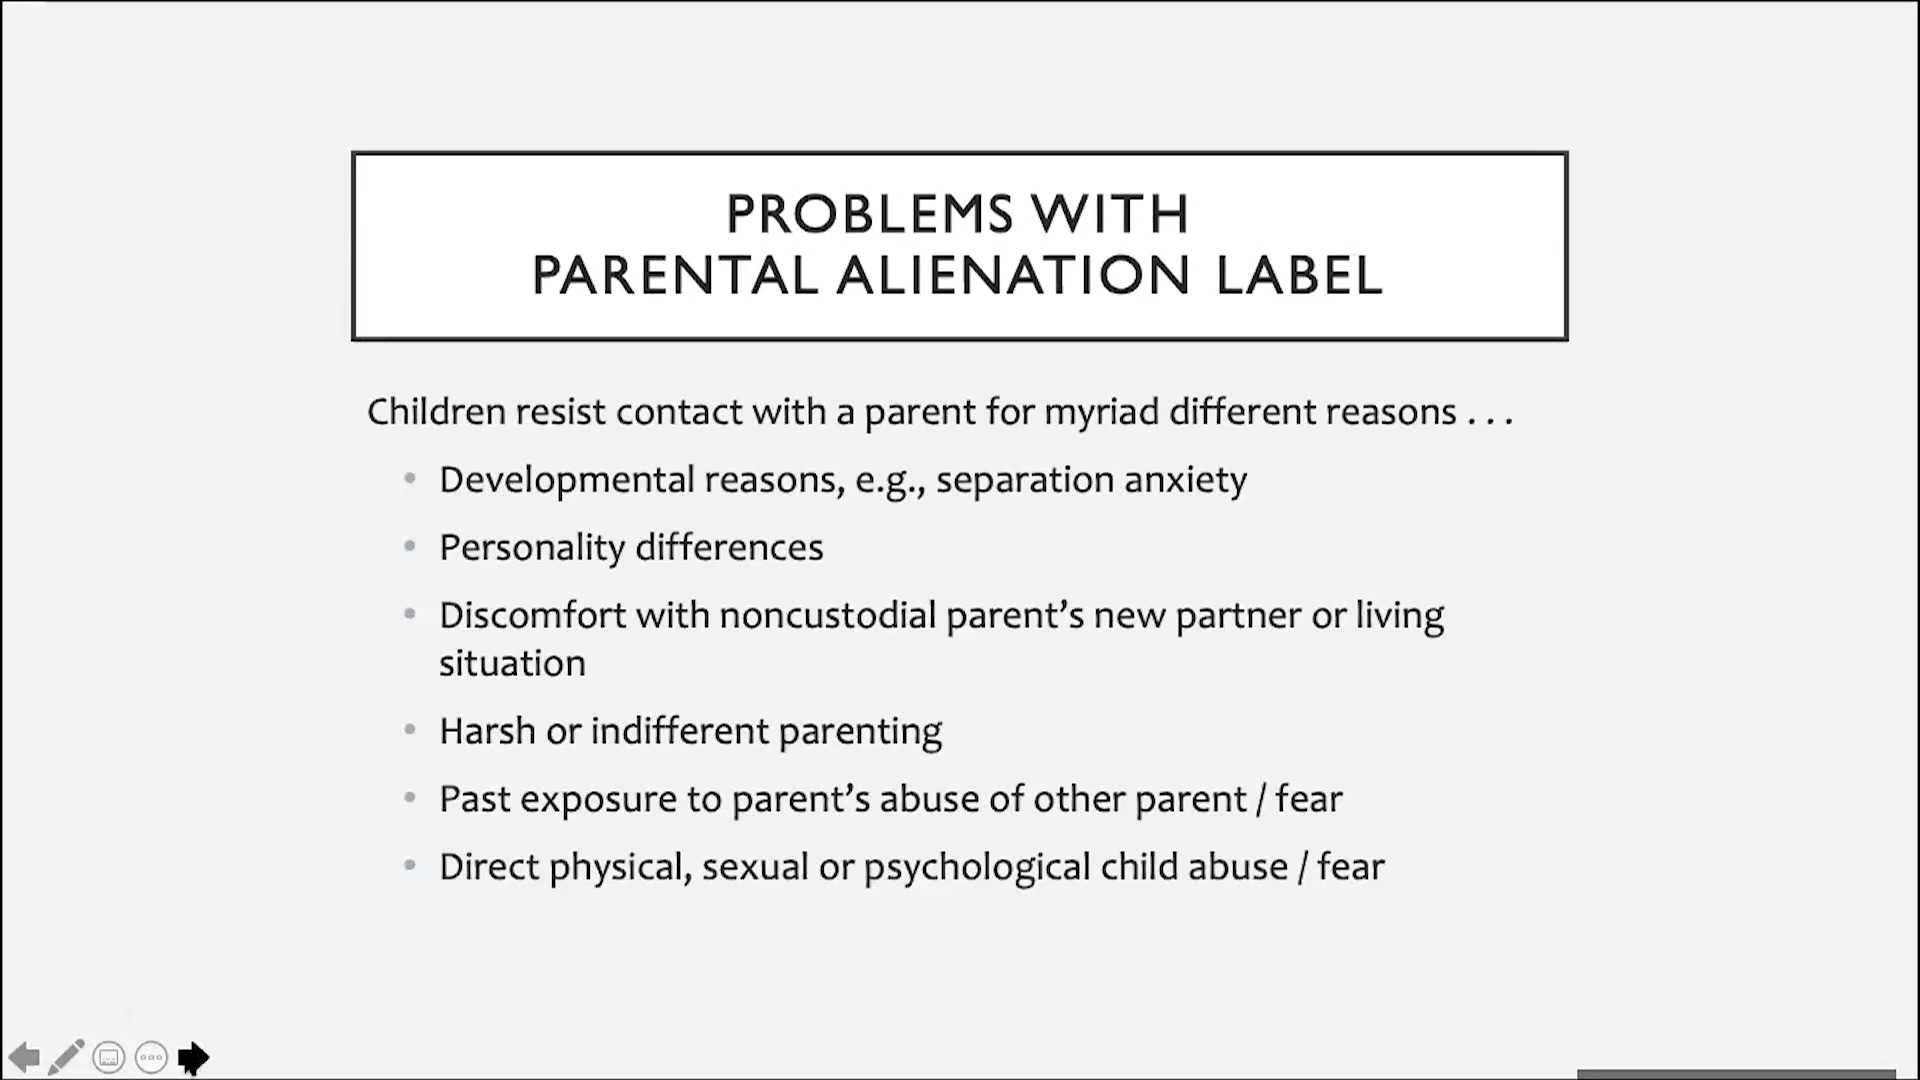 PROBLEMS WITH
PARENTAL ALIENATION LABEL
Children resist contact with a parent for myriad different reasons . . .
• Developmental reasons, e.g., separation anxiety
• Personality differences
• Discomfort with noncustodial parent’s new partner or living
situation
• Harsh or indifferent parenting
• Past exposure to parent’s abuse of other parent / fear
• Direct physical, sexual or psychological child abuse / fear